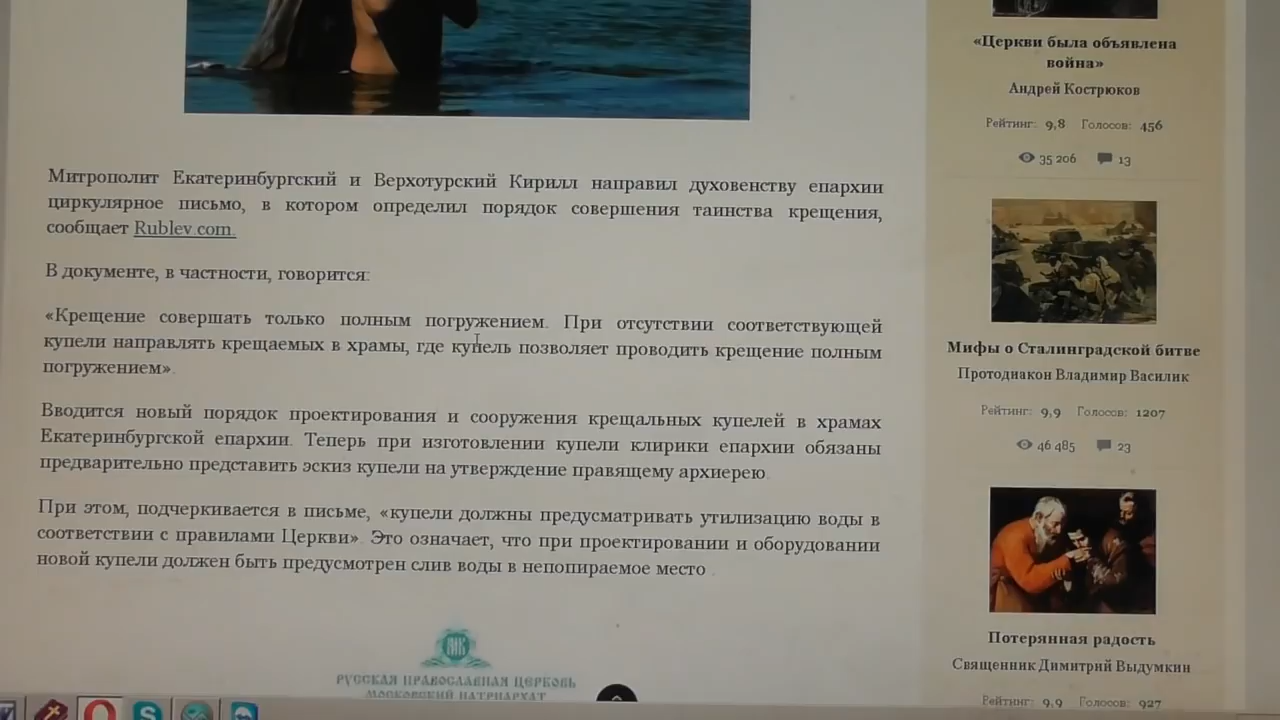 Митрополит Екатеринбургский и Верхотурский Кирилл направил духовенству епархии
циркулярное письмо, в котором определил порядок совершения таинства крещения,
сообщает Rublev.com.
В документе, в частности, говорится:
«Крещение совершать только полным погружением. При отсутствии соответствующей
купели направлять крещаемых в храмы, где купель позволяет проводить крещение полным
погружением».
Вводится новый порядок проектирования и сооружения крещальных купелей в храмах
Екатеринбургской епархии. Теперь при изготовлении купели клирики епархии обязаны
предварительно представить эскиз купели на утверждение правящему архиерею.
При этом, подчеркивается в письме, «купели должны предусматривать утилизацию воды в
соответствии с правилами Церкви». Это означает, что при проектировании и оборудовании
новой купели должен быть предусмотрен слив воды в непопираемое место.
РУССКАЯ ПРАВОСЛАВНАЯ ЦЕРКОВЬ
МОСКОВСКИЙ ПАТРИАРХАТ
«Церкви была объявлена
война»
Андрей Кострюков
Рейтинг: 9,8 Голосов: 456
35 206 13
Мифы о Сталинградской битве
Протодиакон Владимир Василик
Рейтинг: 9,9 Голосов: 1207
46 485 23
Потерянная радость
Священник Димитрий Выдумкин
Рейтинг: 9,9 Голосов: 927